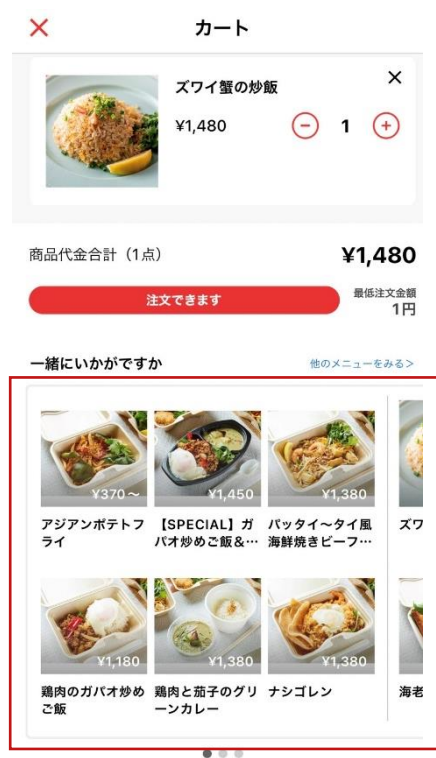 カート
ズワイ蟹の炒飯
¥1,480
1
商品代金合計（1点）
¥1,480
注文できます
最低注文金額
1円
一緒にいかがですか
他のメニューをみる>
¥370〜
¥1,450
¥1,380
アジアンポテトフ
ライ
【SPECIAL】ガ
パオ炒めご飯&…
パッタイ〜タイ風
海鮮焼きビーフ…
ズワ
¥1,180
¥1,380
¥1,380
鶏肉のガパオ炒め
ご飯
鶏肉と茄子のグリ
ーンカレー
ナシゴレン
海老